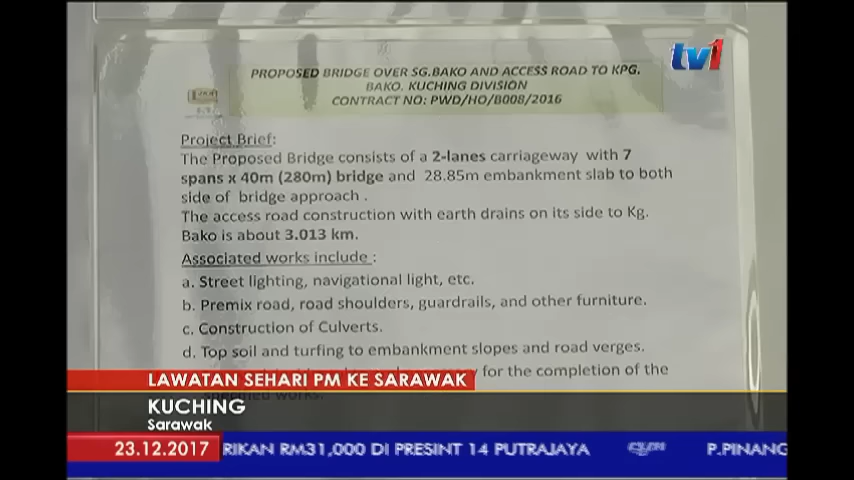 tv1
PROPOSED BRIDGE OVER SG.BAKO AND ACCESS ROAD TO KPG.
BAKO. KUCHING DIVISION
CONTRACT NO: PWD/HO/B008/2016
Project Brief:
The Proposed Bridge consists of a 2-lanes carriageway with 7
spans x 40m (280m) bridge and 28.85m embankment slab to both
side of bridge approach .
The access road construction with earth drains on its side to Kg.
Bako is about 3.013 km.
Associated works include :
a. Street lighting, navigational light, etc.
b. Premix road, road shoulders, guardrails, and other furniture.
c. Construction of Culverts.
d. Top soil and turfing to embankment slopes and road verges.
for the completion of the
LAWATAN SEHARI PM KE SARAWAK
KUCHING
Sarawak
23.12.2017 RIKAN RM31,000 DI PRESINT 14 PUTRAJAYA P.PINANG